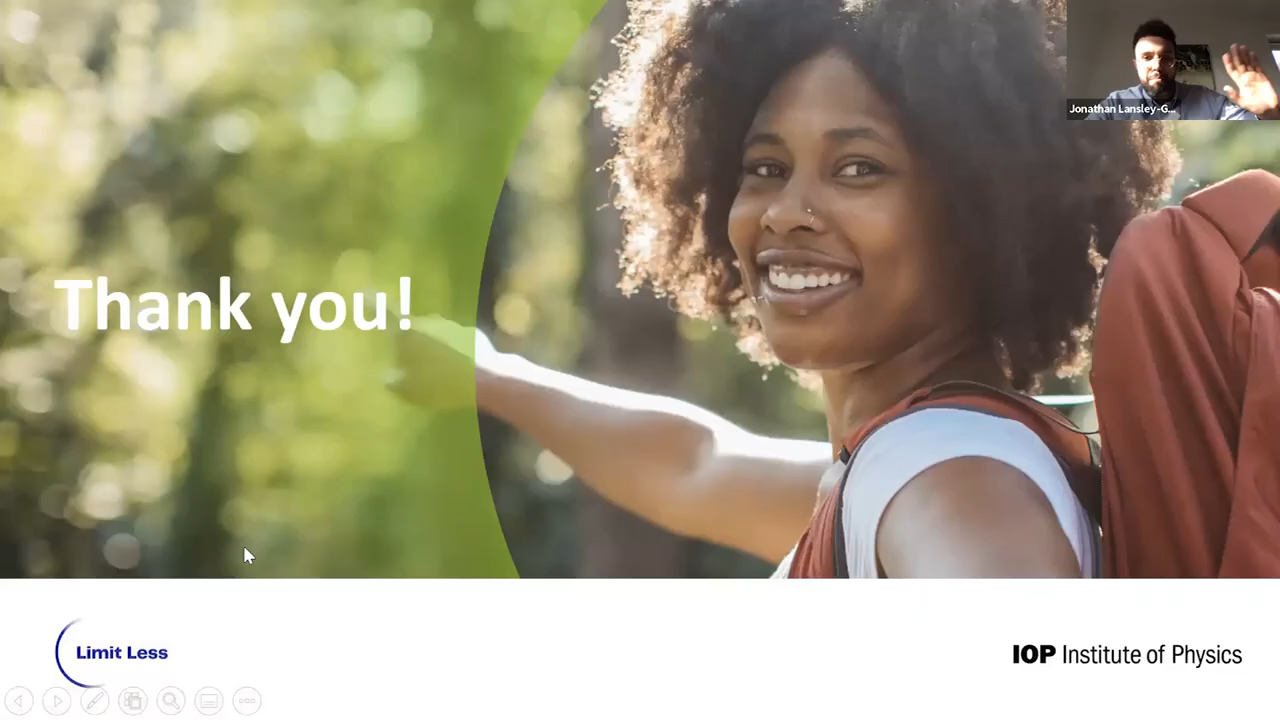 Jonathan Lansley-G...
Thank you!
Limit Less
IOP Institute of Physics